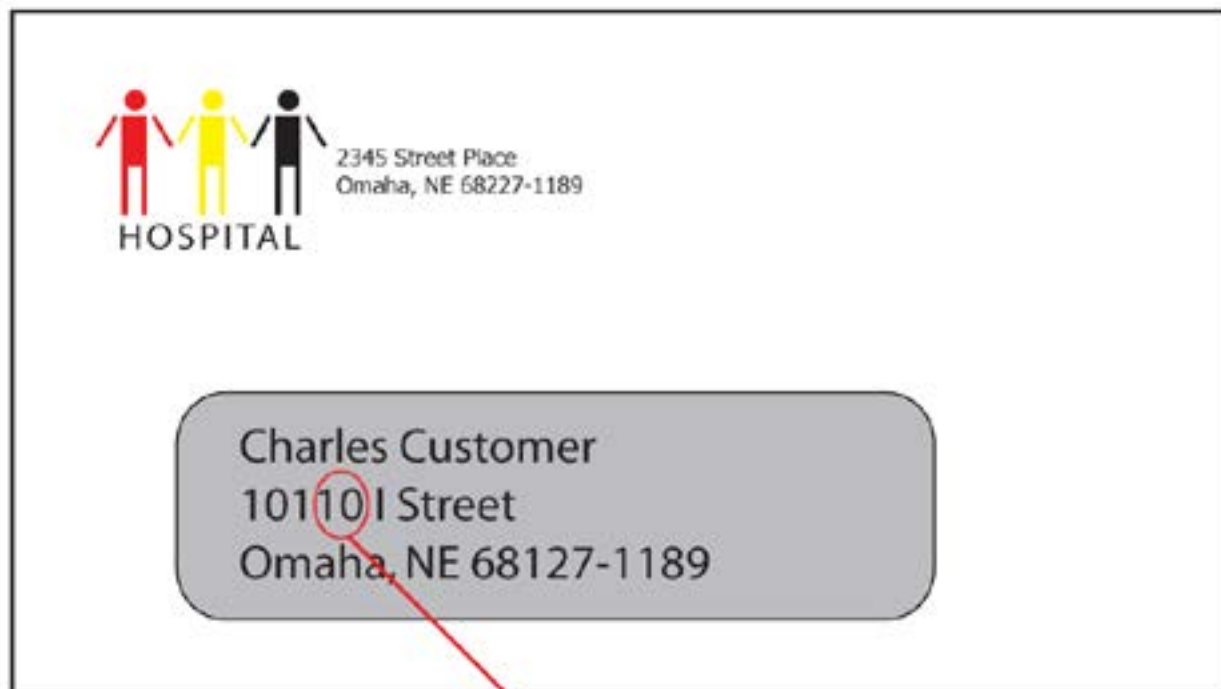 2345 Street Place
Omaha, NE 68227-1189
HOSPITAL
Charles Customer
10110 I Street
Omaha, NE 68127-1189